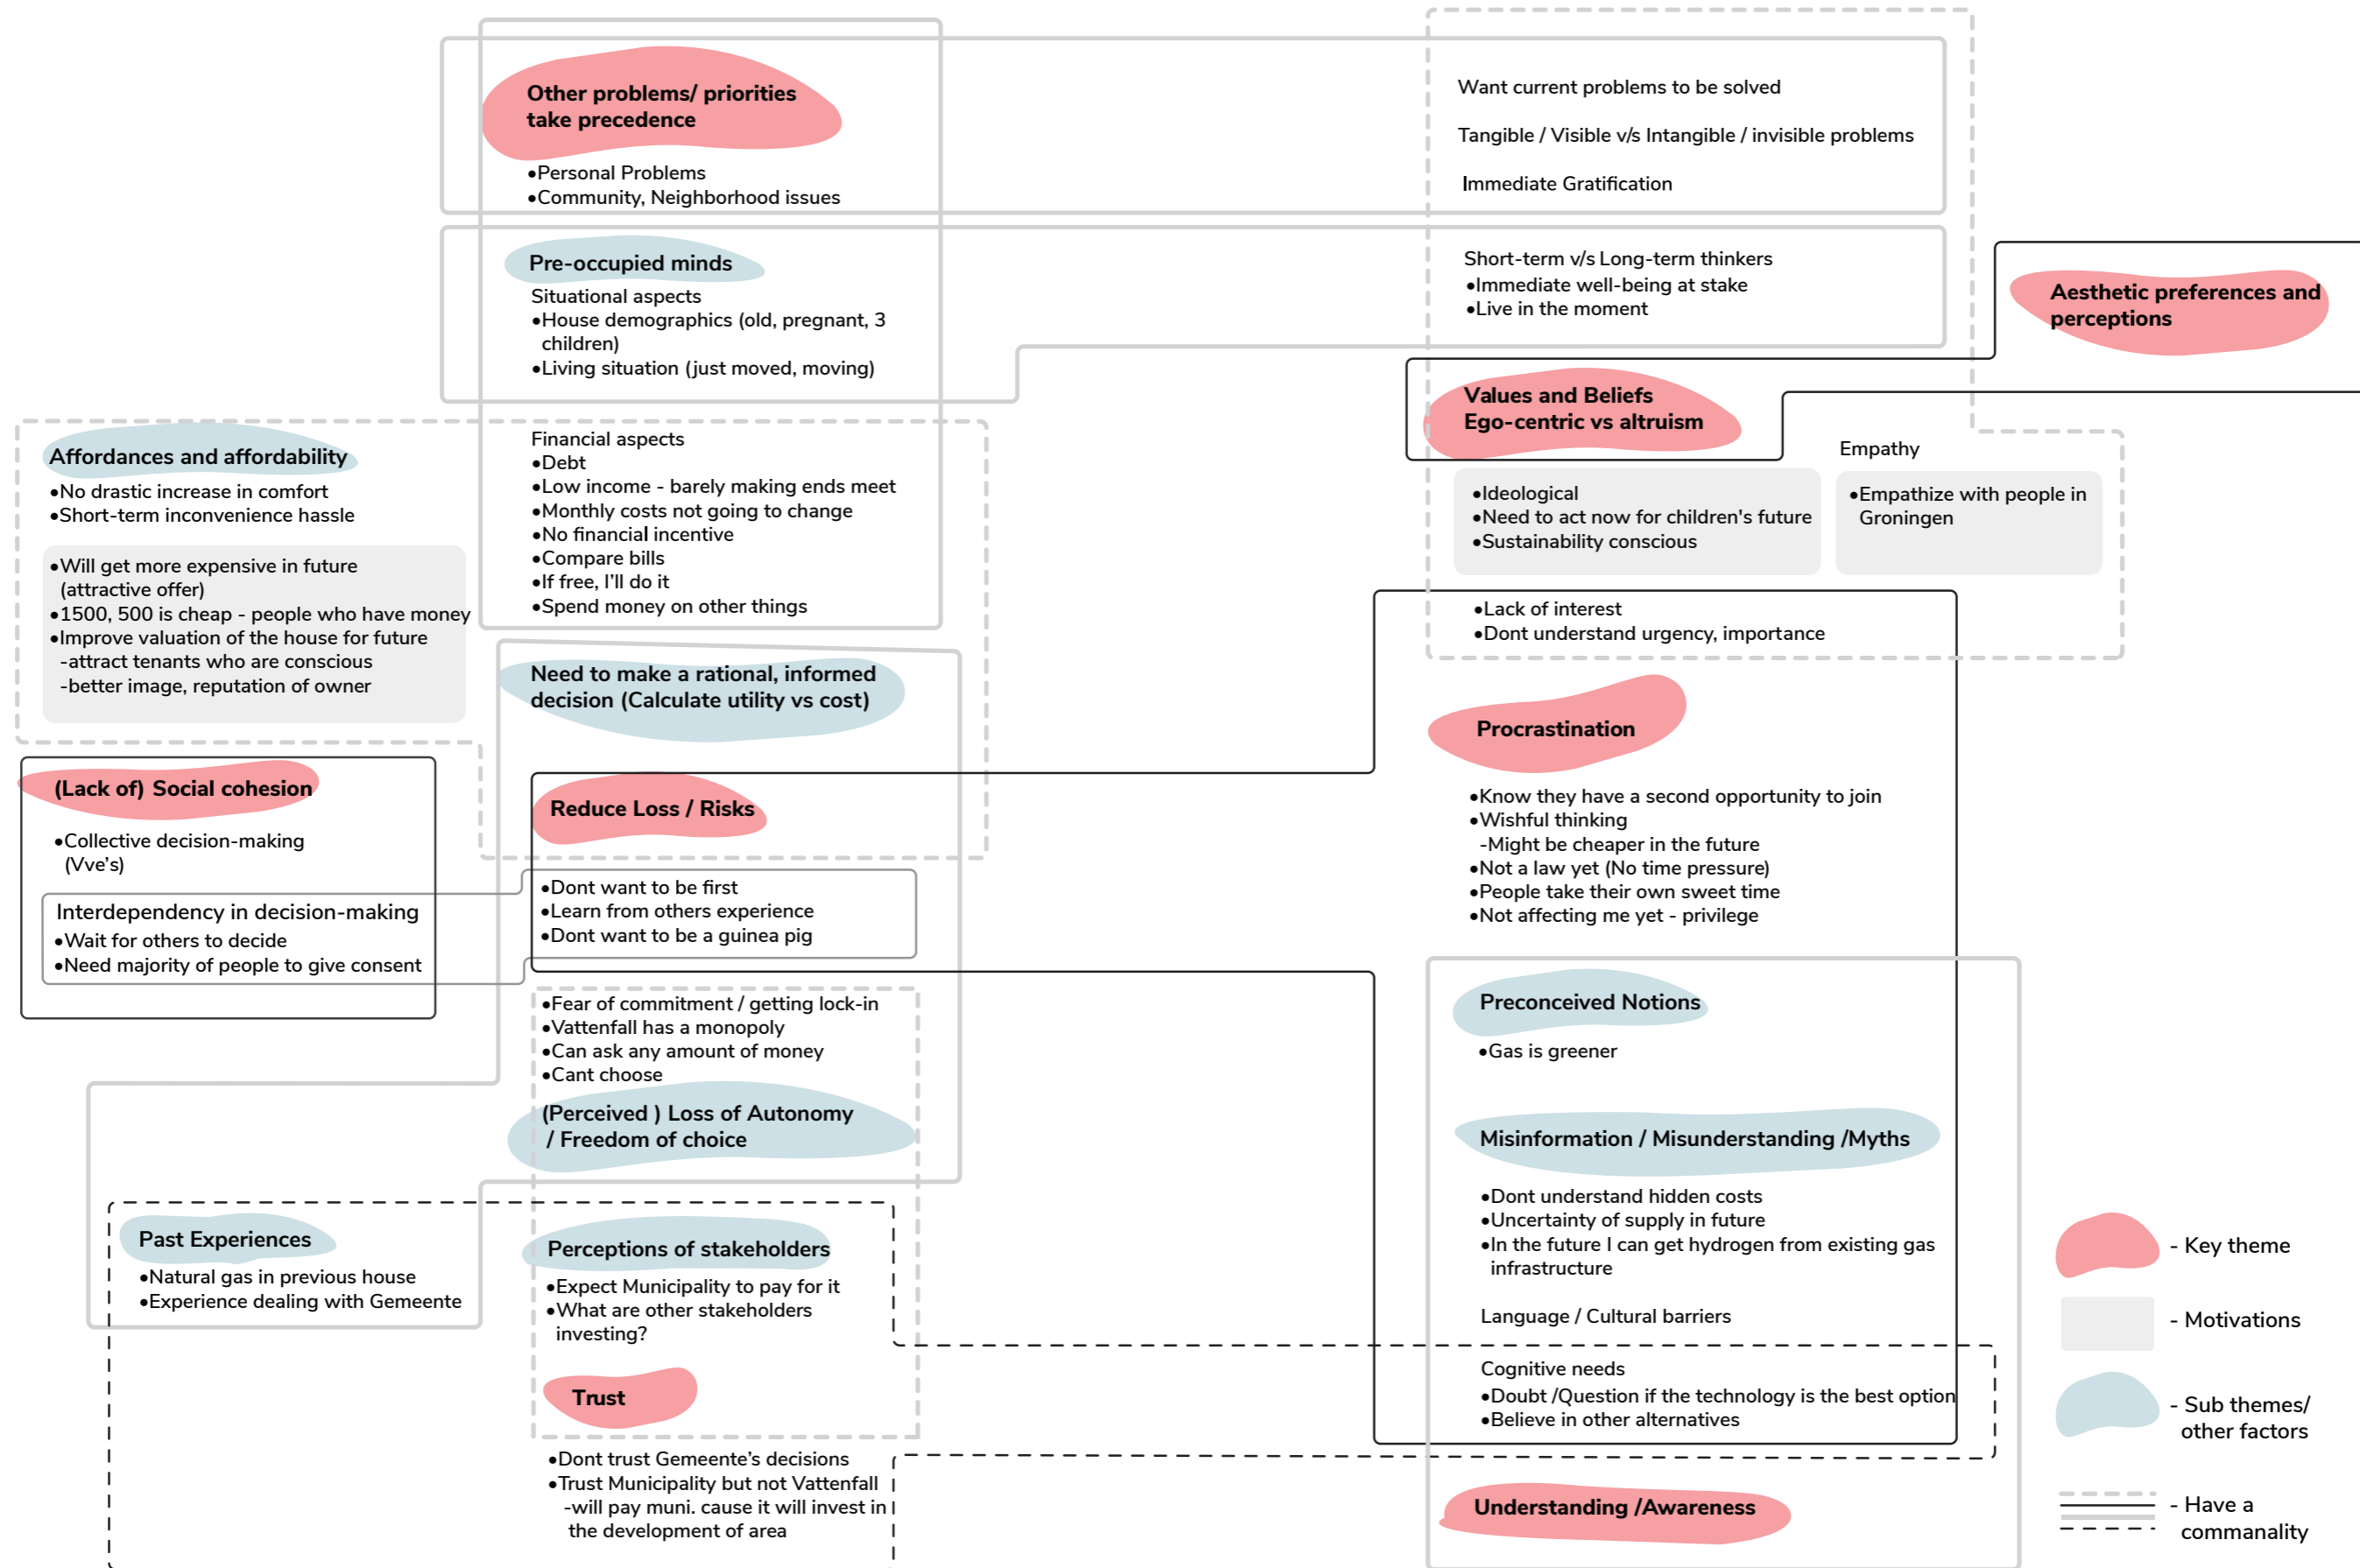 Other problems/ priorities
take precedence
•Personal Problems
•Community, Neighborhood issues
Want current problems to be solved
Tangible / Visible v/s Intangible / invisible problems
Immediate Gratification
Pre-occupied minds
Situational aspects
•House demographics (old, pregnant, 3
children)
•Living situation (just moved, moving)
Short-term v/s Long-term thinkers
•Immediate well-being at stake
•Live in the moment
Aesthetic preferences and
perceptions
Values and Beliefs
Ego-centric vs altruism
•Ideological
•Need to act now for children's future
•Sustainability conscious
Empathy
•Empathize with people in
Groningen
•Lack of interest
•Dont understand urgency, importance
Affordances and affordability
•No drastic increase in comfort
•Short-term inconvenience hassle
•Will get more expensive in future
(attractive offer)
•1500, 500 is cheap - people who have money
•Improve valuation of the house for future
-attract tenants who are conscious
-better image, reputation of owner
Financial aspects
•Debt
•Low income - barely making ends meet
•Monthly costs not going to change
•No financial incentive
•Compare bills
•If free, I'll do it
•Spend money on other things
Need to make a rational, informed
decision (Calculate utility vs cost)
Procrastination
•Know they have a second opportunity to join
•Wishful thinking
-Might be cheaper in the future
•Not a law yet (No time pressure)
•People take their own sweet time
•Not affecting me yet - privilege
(Lack of) Social cohesion
•Collective decision-making
(Vve's)
Interdependency in decision-making
•Wait for others to decide
•Need majority of people to give consent
Reduce Loss / Risks
•Dont want to be first
•Learn from others experience
•Dont want to be a guinea pig
•Fear of commitment / getting lock-in
•Vattenfall has a monopoly
•Can ask any amount of money
•Cant choose
(Perceived ) Loss of Autonomy
/ Freedom of choice
Preconceived Notions
•Gas is greener
Misinformation / Misunderstanding /Myths
•Dont understand hidden costs
•Uncertainty of supply in future
•In the future I can get hydrogen from existing gas
infrastructure
Language / Cultural barriers
Cognitive needs
•Doubt /Question if the technology is the best option
•Believe in other alternatives
Understanding /Awareness
Past Experiences
•Natural gas in previous house
•Experience dealing with Gemeente
Perceptions of stakeholders
•Expect Municipality to pay for it
•What are other stakeholders
investing?
Trust
•Dont trust Gemeente's decisions
•Trust Municipality but not Vattenfall
-will pay muni. cause it will invest in
the development of area
- Key theme
- Motivations
- Sub themes/
other factors
- Have a
commanality